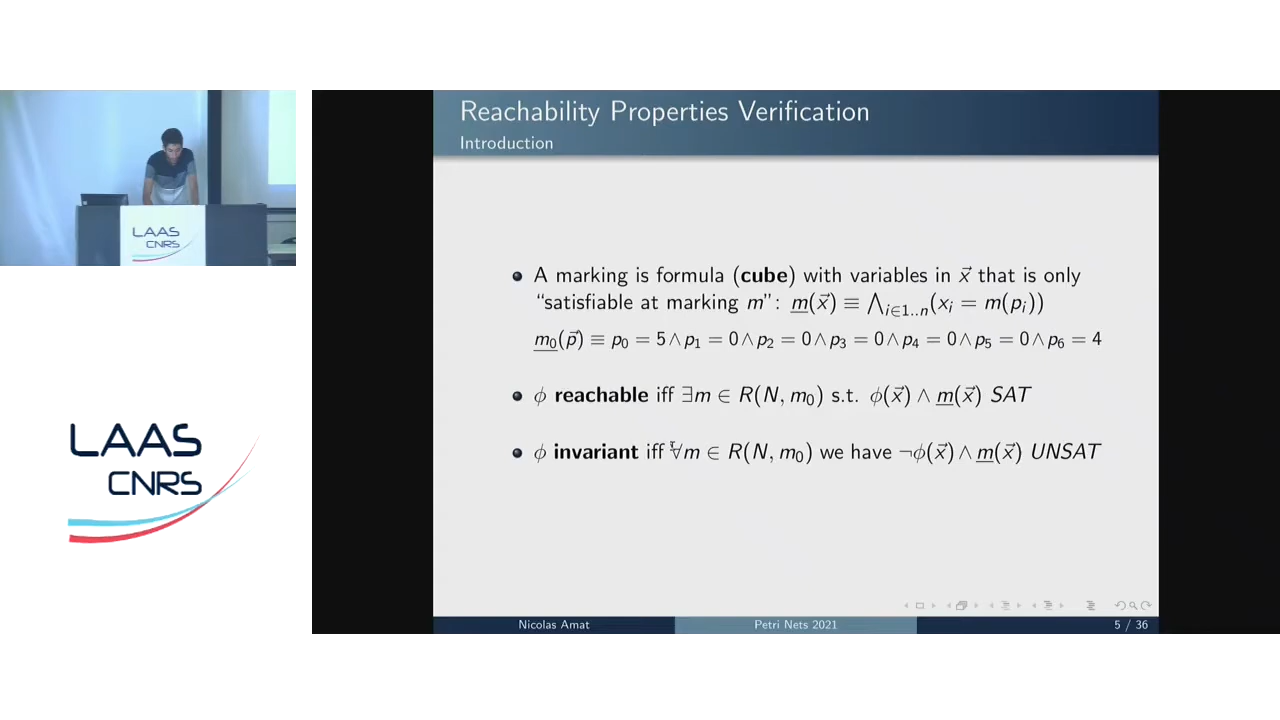 Reachability Properties Verification
Introduction
LAAS
CNRS
A marking is formula (cube) with variables in x⃗ that is only
“satisfiable at marking m”: m̲(x⃗) ≡ ⋀i∈1..n(xi = m(pi))
m̲0(p⃗) ≡ p0 = 5 ∧ p1 = 0 ∧ p2 = 0 ∧ p3 = 0 ∧ p4 = 0 ∧ p5 = 0 ∧ p6 = 4
ϕ reachable iff ∃m ∈ R(N, m0) s.t. ϕ(x⃗) ∧ m̲(x⃗) SAT
ϕ invariant iff ∀m ∈ R(N, m0) we have ¬ϕ(x⃗) ∧ m̲(x⃗) UNSAT
LAAS
CNRS
Nicolas Amat
Petri Nets 2021
5 / 36